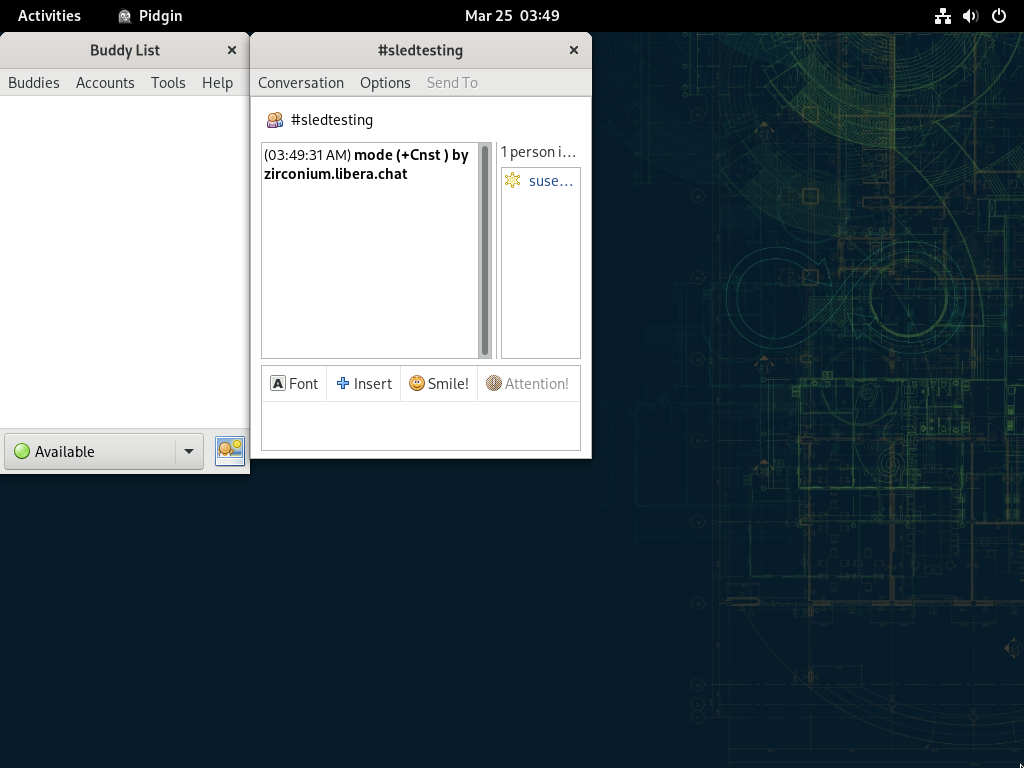 Activities Pidgin Mar 25 03:49
Buddy List
Buddies Accounts Tools Help
Available
#sledtesting
Conversation Options Send To
#sledtesting
(03:49:31 AM) mode (+Cnst ) by
zirconium.libera.chat
1 person i…
suse…
Font Insert Smile! Attention!